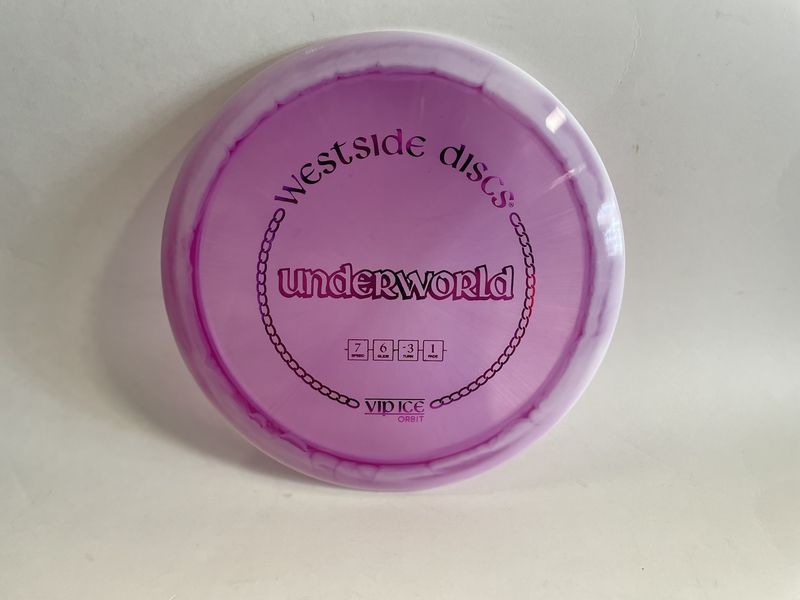 westside discs®
underworld
7 6 -3 1
SPEED GLIDE TURN FADE
VIP ICE
ORBIT